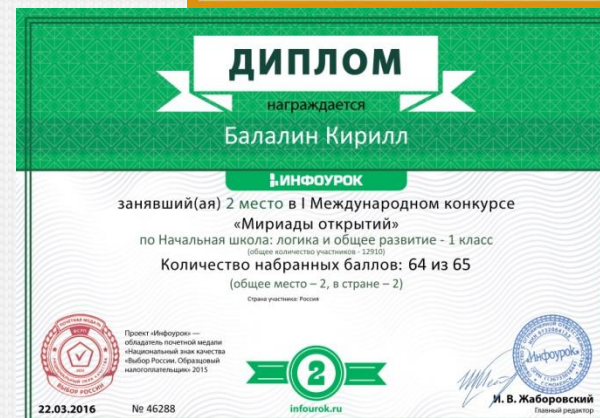 ДИПЛОМ
награждается
Балалин Кирилл
ИНФОУРОК
занявший(ая) 2 место в I Международном конкурсе
«Мириады открытий»
по Начальная школа: логика и общее развитие - 1 класс
(общее количество участников - 12910)
Количество набранных баллов: 64 из 65
(общее место – 2, в стране – 2)
Страна участника: Россия
Проект «Инфоурок» —
обладатель почетной медали
«Национальный знак качества
«Выбор России. Образцовый
налогоплательщик» 2015
ВЫБОР РОССИИ
2
infourok.ru
«Инфоурок»
И. В. Жаборовский
Главный редактор
22.03.2016
№ 46288